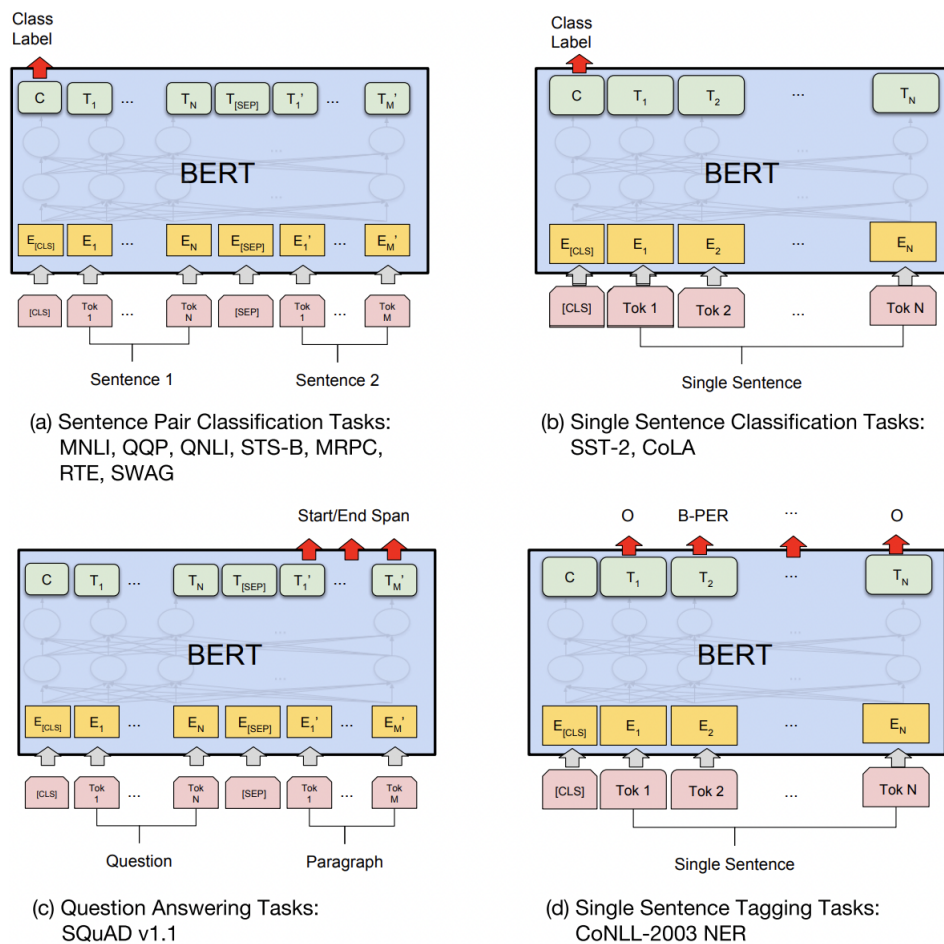 Class
Label
C T1 ... TN T[SEP] T1' ... TM'
...
BERT
E[CLS] E1 ... EN E[SEP] E1' ... EM'
[CLS] Tok 1 ... Tok N [SEP] Tok 1 ... Tok M
Sentence 1 Sentence 2
(a) Sentence Pair Classification Tasks:
MNLI, QQP, QNLI, STS-B, MRPC,
RTE, SWAG
Class
Label
C T1 T2 ... TN
...
BERT
E[CLS] E1 E2 ... EN
[CLS] Tok 1 Tok 2 ... Tok N
Single Sentence
(b) Single Sentence Classification Tasks:
SST-2, CoLA
Start/End Span
C T1 ... TN T[SEP] T1' ... TM'
...
BERT
E[CLS] E1 ... EN E[SEP] E1' ... EM'
[CLS] Tok 1 ... Tok N [SEP] Tok 1 ... Tok M
Question Paragraph
(c) Question Answering Tasks:
SQuAD v1.1
O B-PER ... O
C T1 T2 ... TN
...
BERT
E[CLS] E1 E2 ... EN
[CLS] Tok 1 Tok 2 ... Tok N
Single Sentence
(d) Single Sentence Tagging Tasks:
CoNLL-2003 NER